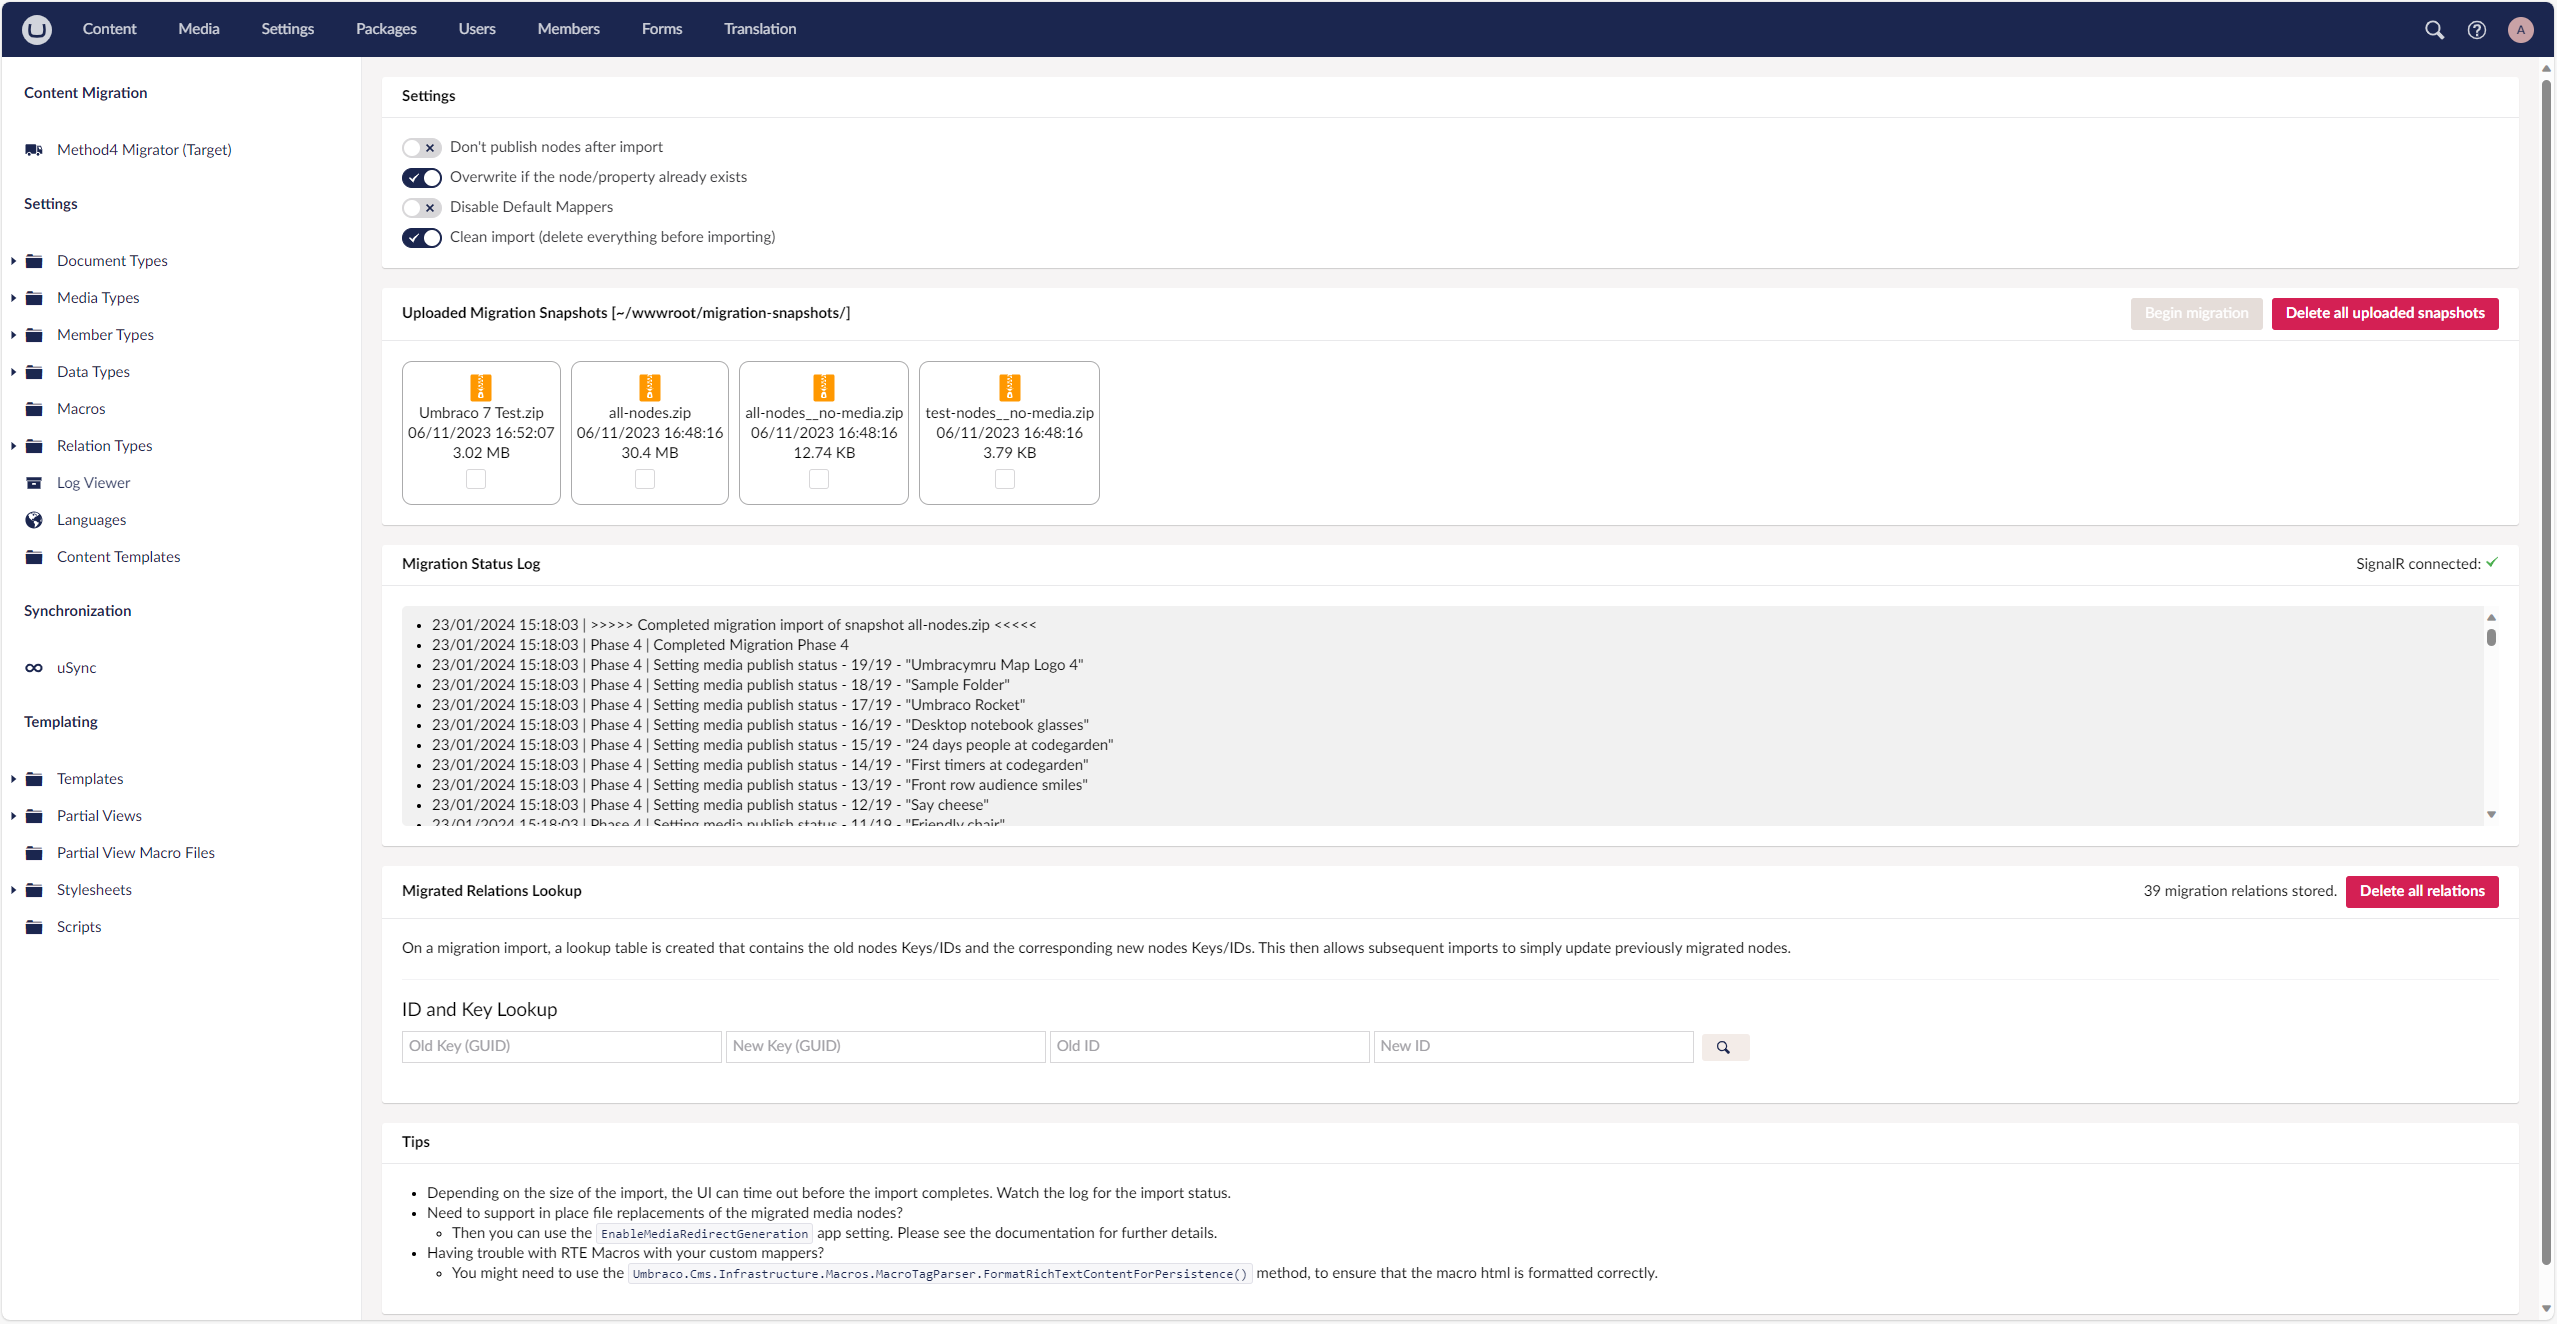 Content Media Settings Packages Users Members Forms Translation
A
Content Migration
Method4 Migrator (Target)
Settings
Document Types
Media Types
Member Types
Data Types
Macros
Relation Types
Log Viewer
Languages
Content Templates
Synchronization
uSync
Templating
Templates
Partial Views
Partial View Macro Files
Stylesheets
Scripts
Settings
Don't publish nodes after import
Overwrite if the node/property already exists
Disable Default Mappers
Clean import (delete everything before importing)
Uploaded Migration Snapshots [~/wwwroot/migration-snapshots/]
Begin migration
Delete all uploaded snapshots
Umbraco 7 Test.zip
06/11/2023 16:52:07
3.02 MB
all-nodes.zip
06/11/2023 16:48:16
30.4 MB
all-nodes__no-media.zip
06/11/2023 16:48:16
12.74 KB
test-nodes__no-media.zip
06/11/2023 16:48:16
3.79 KB
Migration Status Log
SignalR connected:
23/01/2024 15:18:03 | >>>>> Completed migration import of snapshot all-nodes.zip <<<<<
23/01/2024 15:18:03 | Phase 4 | Completed Migration Phase 4
23/01/2024 15:18:03 | Phase 4 | Setting media publish status - 19/19 - "Umbracymru Map Logo 4"
23/01/2024 15:18:03 | Phase 4 | Setting media publish status - 18/19 - "Sample Folder"
23/01/2024 15:18:03 | Phase 4 | Setting media publish status - 17/19 - "Umbraco Rocket"
23/01/2024 15:18:03 | Phase 4 | Setting media publish status - 16/19 - "Desktop notebook glasses"
23/01/2024 15:18:03 | Phase 4 | Setting media publish status - 15/19 - "24 days people at codegarden"
23/01/2024 15:18:03 | Phase 4 | Setting media publish status - 14/19 - "First timers at codegarden"
23/01/2024 15:18:03 | Phase 4 | Setting media publish status - 13/19 - "Front row audience smiles"
23/01/2024 15:18:03 | Phase 4 | Setting media publish status - 12/19 - "Say cheese"
23/01/2024 15:18:03 | Phase 4 | Setting media publish status - 11/19 - "Friendly chair"
Migrated Relations Lookup
39 migration relations stored.
Delete all relations
On a migration import, a lookup table is created that contains the old nodes Keys/IDs and the corresponding new nodes Keys/IDs. This then allows subsequent imports to simply update previously migrated nodes.
ID and Key Lookup
Old Key (GUID)
New Key (GUID)
Old ID
New ID
Tips
Depending on the size of the import, the UI can time out before the import completes. Watch the log for the import status.
Need to support in place file replacements of the migrated media nodes?
Then you can use the EnableMediaRedirectGeneration app setting. Please see the documentation for further details.
Having trouble with RTE Macros with your custom mappers?
You might need to use the Umbraco.Cms.Infrastructure.Macros.MacroTagParser.FormatRichTextContentForPersistence() method, to ensure that the macro html is formatted correctly.